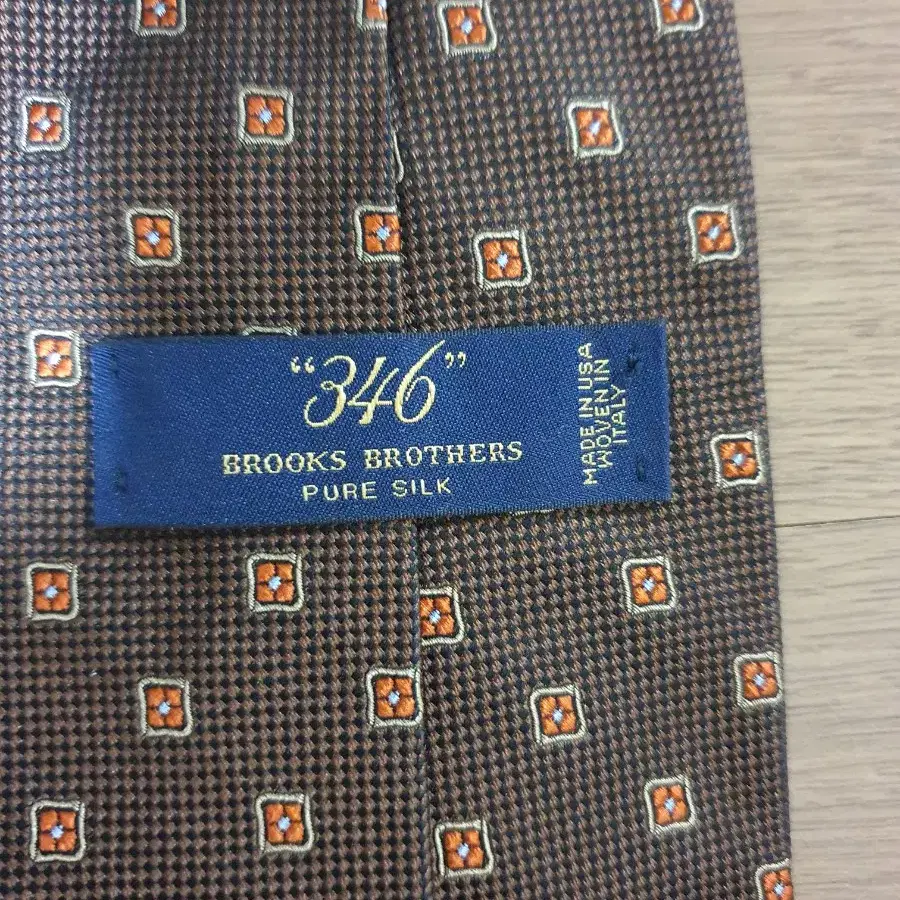 "346"
BROOKS BROTHERS
PURE SILK
MADE IN USA
WOVEN IN
ITALY